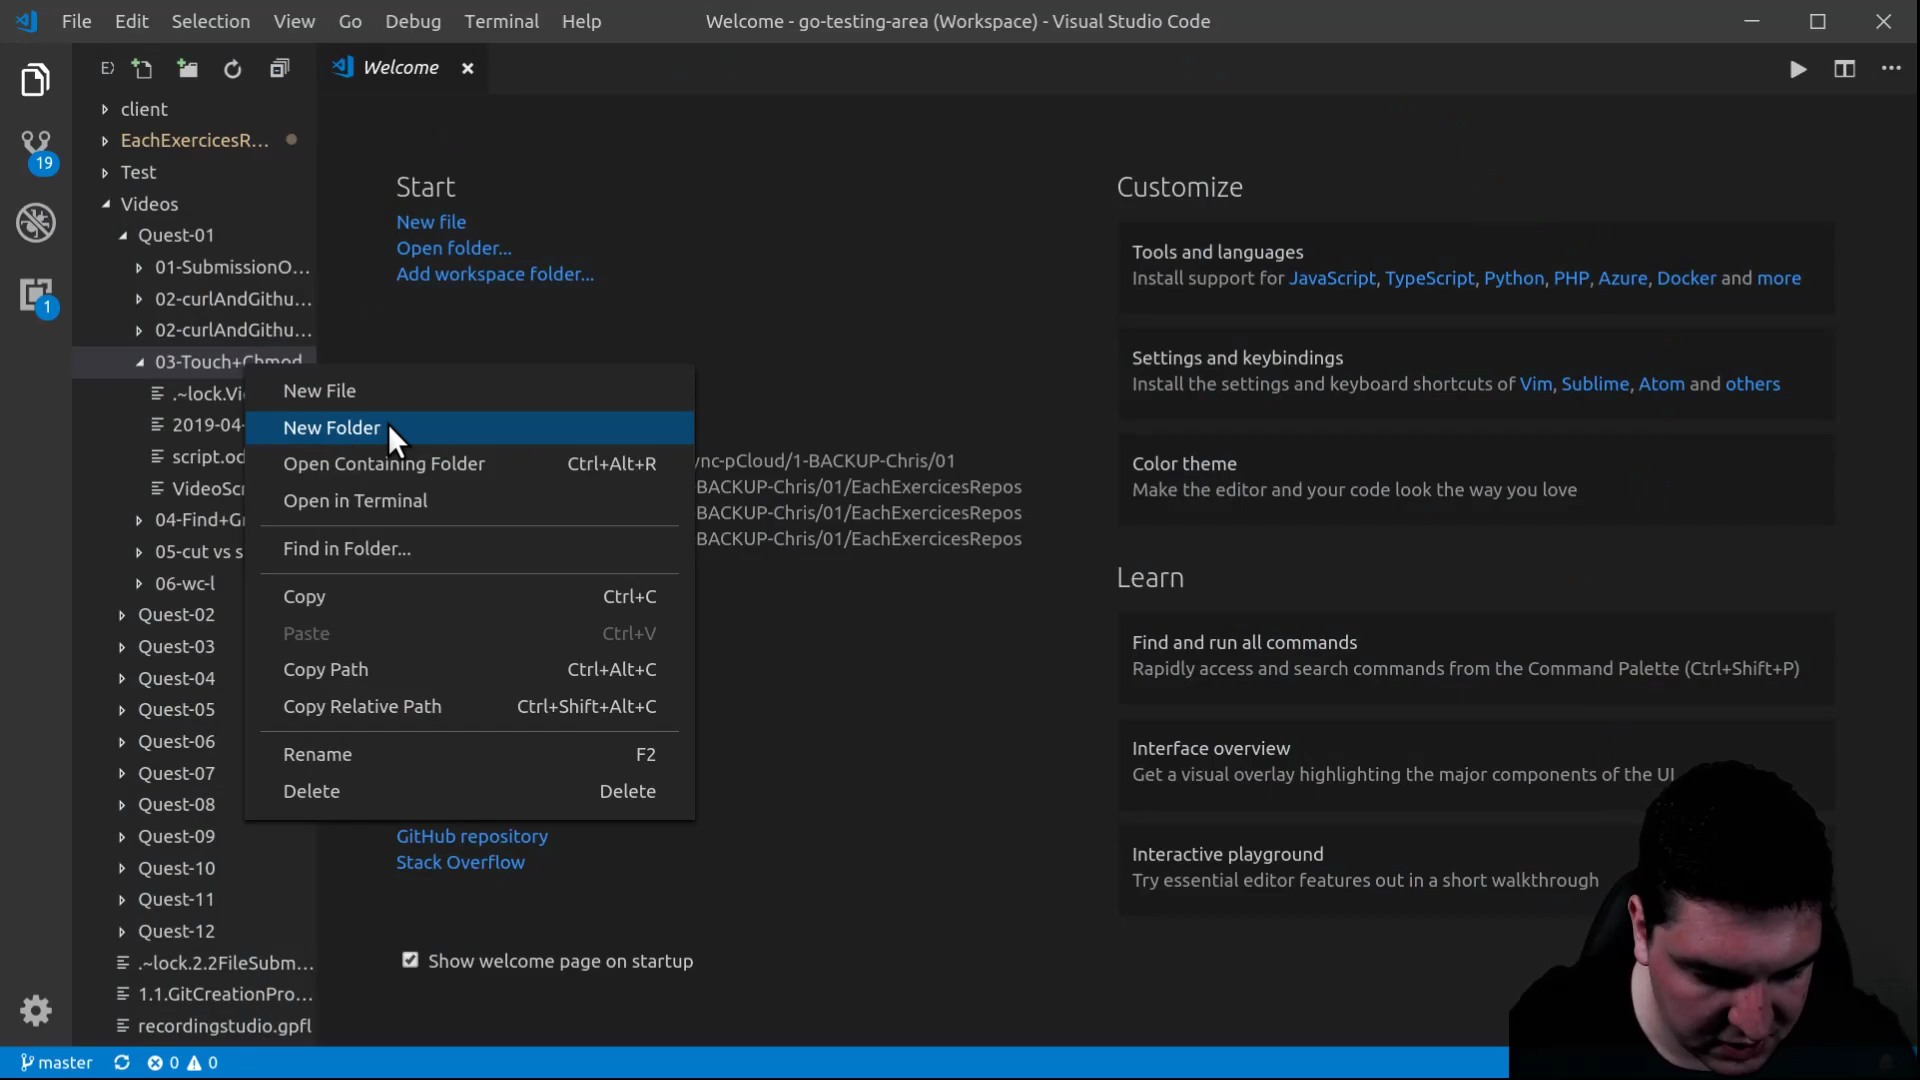 File Edit Selection View Go Debug Terminal Help
Welcome - go-testing-area (Workspace) - Visual Studio Code
Welcome
client
EachExercicesR...
Test
Videos
Quest-01
01-SubmissionO...
02-curlAndGithu...
02-curlAndGithu...
03-Touch+Chmod
.~lock.Vi
2019-04-
script.od
VideoScr
04-Find+Gr
05-cut vs s
06-wc-l
Quest-02
Quest-03
Quest-04
Quest-05
Quest-06
Quest-07
Quest-08
Quest-09
Quest-10
Quest-11
Quest-12
.~lock.2.2FileSubm...
1.1.GitCreationPro...
recordingstudio.gpfl
19
1
New File
New Folder
Open Containing Folder Ctrl+Alt+R
Open in Terminal
Find in Folder...
Copy Ctrl+C
Paste Ctrl+V
Copy Path Ctrl+Alt+C
Copy Relative Path Ctrl+Shift+Alt+C
Rename F2
Delete Delete
Start
New file
Open folder...
Add workspace folder...
nc-pCloud/1-BACKUP-Chris/01
BACKUP-Chris/01/EachExercicesRepos
BACKUP-Chris/01/EachExercicesRepos
BACKUP-Chris/01/EachExercicesRepos
GitHub repository
Stack Overflow
Show welcome page on startup
Customize
Tools and languages
Install support for JavaScript, TypeScript, Python, PHP, Azure, Docker and more
Settings and keybindings
Install the settings and keyboard shortcuts of Vim, Sublime, Atom and others
Color theme
Make the editor and your code look the way you love
Learn
Find and run all commands
Rapidly access and search commands from the Command Palette (Ctrl+Shift+P)
Interface overview
Get a visual overlay highlighting the major components of the UI
Interactive playground
Try essential editor features out in a short walkthrough
master 0 0